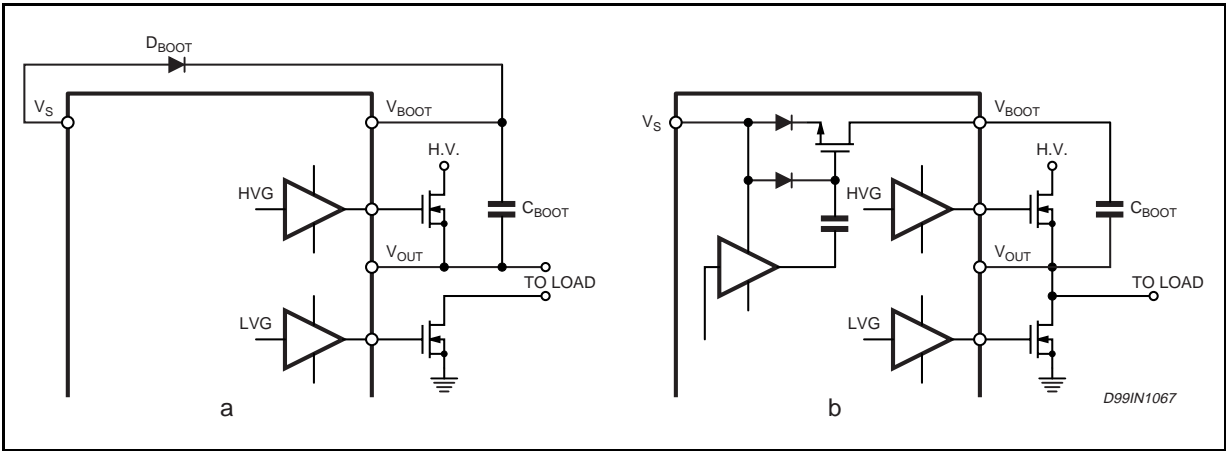 DBOOT
VS
VBOOT
H.V.
HVG
CBOOT
VOUT
TO LOAD
LVG
a
VS
VBOOT
H.V.
HVG
CBOOT
VOUT
TO LOAD
LVG
b
D99IN1067